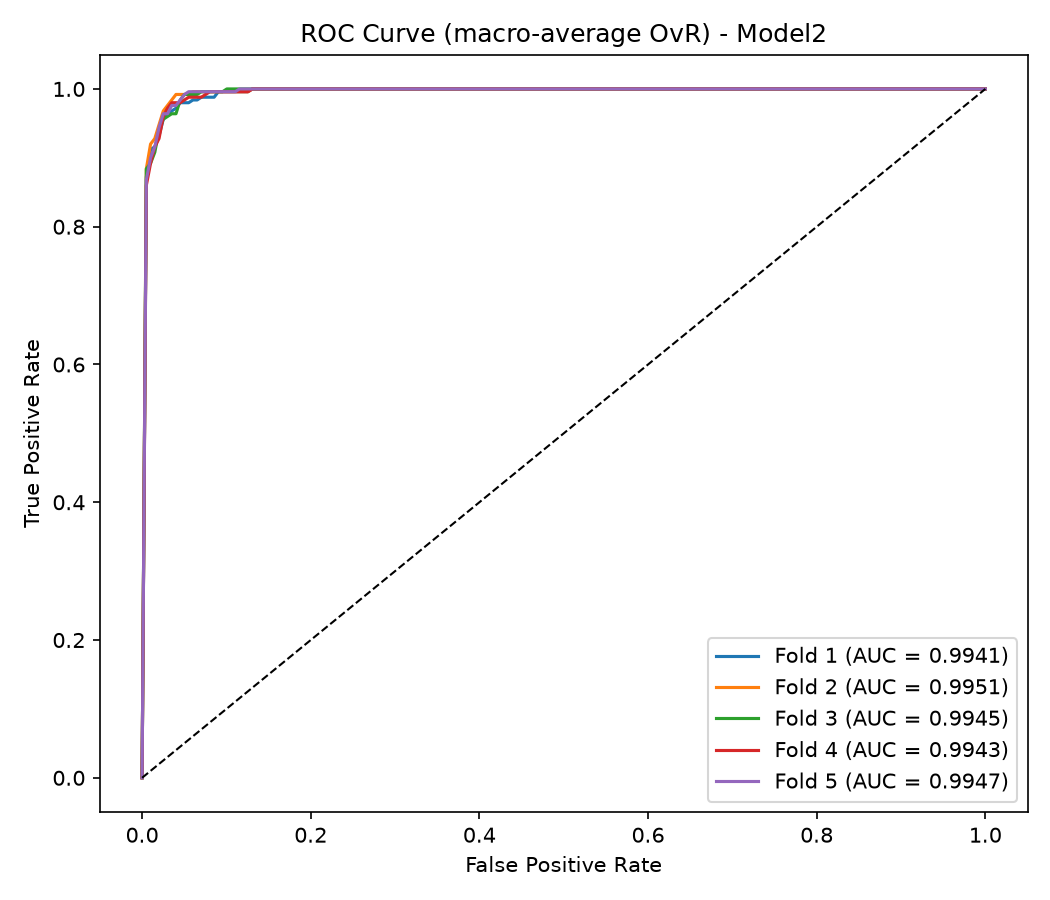 ROC Curve (macro-average OvR) - Model2
1.0
0.8
0.6
0.4
0.2
0.0
True Positive Rate
0.0 0.2 0.4 0.6 0.8 1.0
False Positive Rate
Fold 1 (AUC = 0.9941)
Fold 2 (AUC = 0.9951)
Fold 3 (AUC = 0.9945)
Fold 4 (AUC = 0.9943)
Fold 5 (AUC = 0.9947)